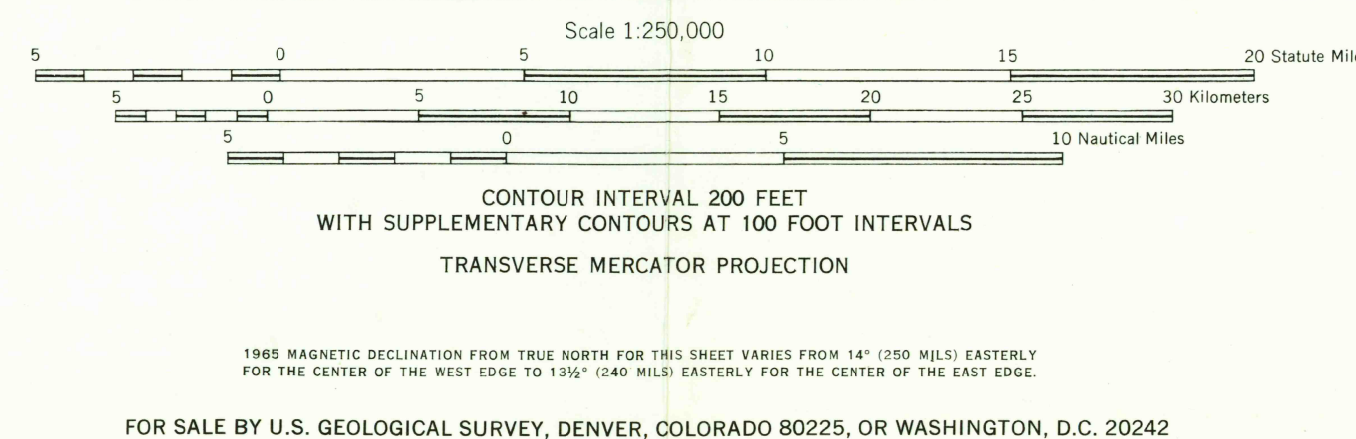 Scale 1:250,000
5 0 5 10 15 20 Statute
5 0 5 10 15 20 25 30 Kilometers
5 0 5 10 Nautical Miles
CONTOUR INTERVAL 200 FEET
WITH SUPPLEMENTARY CONTOURS AT 100 FOOT INTERVALS
TRANSVERSE MERCATOR PROJECTION
1965 MAGNETIC DECLINATION FROM TRUE NORTH FOR THIS SHEET VARIES FROM 14° (250 MILS) EASTERLY
FOR THE CENTER OF THE WEST EDGE TO 13½° (240 MILS) EASTERLY FOR THE CENTER OF THE EAST EDGE.
FOR SALE BY U.S. GEOLOGICAL SURVEY, DENVER, COLORADO 80225, OR WASHINGTON, D.C. 20242